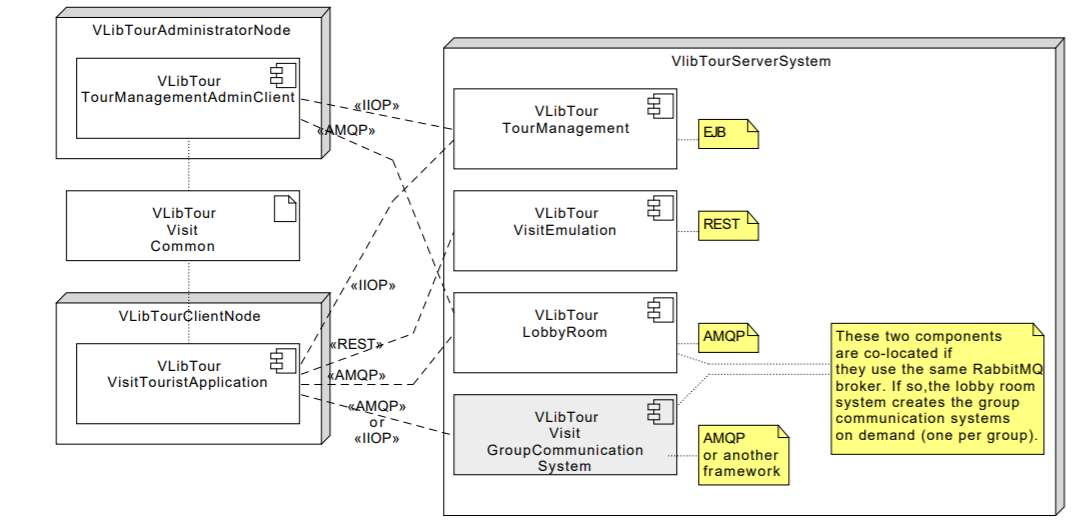 VLibTourAdministratorNode
VLibTour
TourManagementAdminClient
VLibTour
Visit
Common
VLibTourClientNode
VLibTour
VisitTouristApplication
«IIOP»
«AMQP»
«IIOP»
«REST»
«AMQP»
«AMQP»
or
«IIOP»
VlibTourServerSystem
VLibTour
TourManagement
EJB
VLibTour
VisitEmulation
REST
VLibTour
LobbyRoom
AMQP
VLibTour
Visit
GroupCommunication
System
AMQP
or another
framework
These two components
are co-located if
they use the same RabbitMQ
broker. If so,the lobby room
system creates the group
communication systems
on demand (one per group).